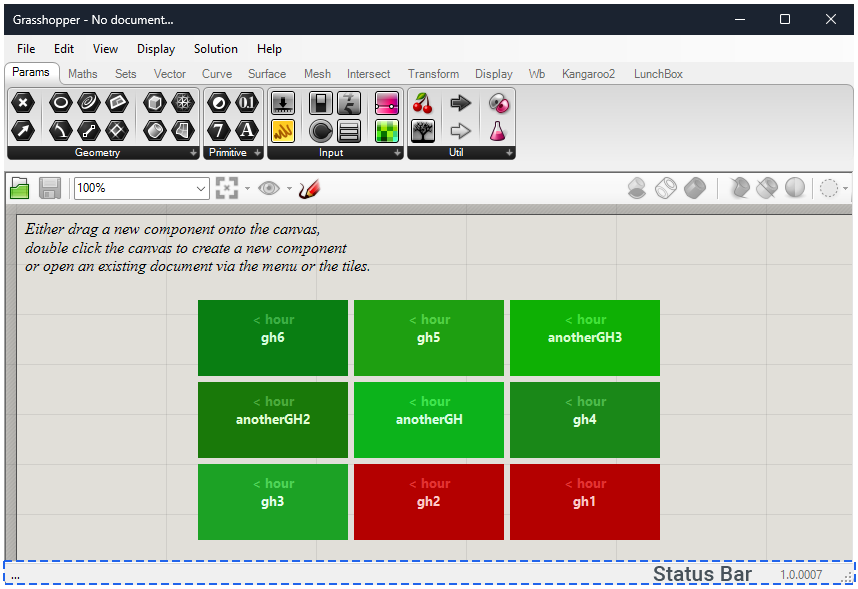 Grasshopper - No document...
File Edit View Display Solution Help
Params Maths Sets Vector Curve Surface Mesh Intersect Transform Display Wb Kangaroo2 LunchBox
01
7 A
Geometry Primitive Input Util
100%
Either drag a new component onto the canvas,
double click the canvas to create a new component
or open an existing document via the menu or the tiles.
< hour < hour < hour
gh6 gh5 anotherGH3
< hour < hour < hour
anotherGH2 anotherGH gh4
< hour < hour < hour
gh3 gh2 gh1
... Status Bar 1.0.0007